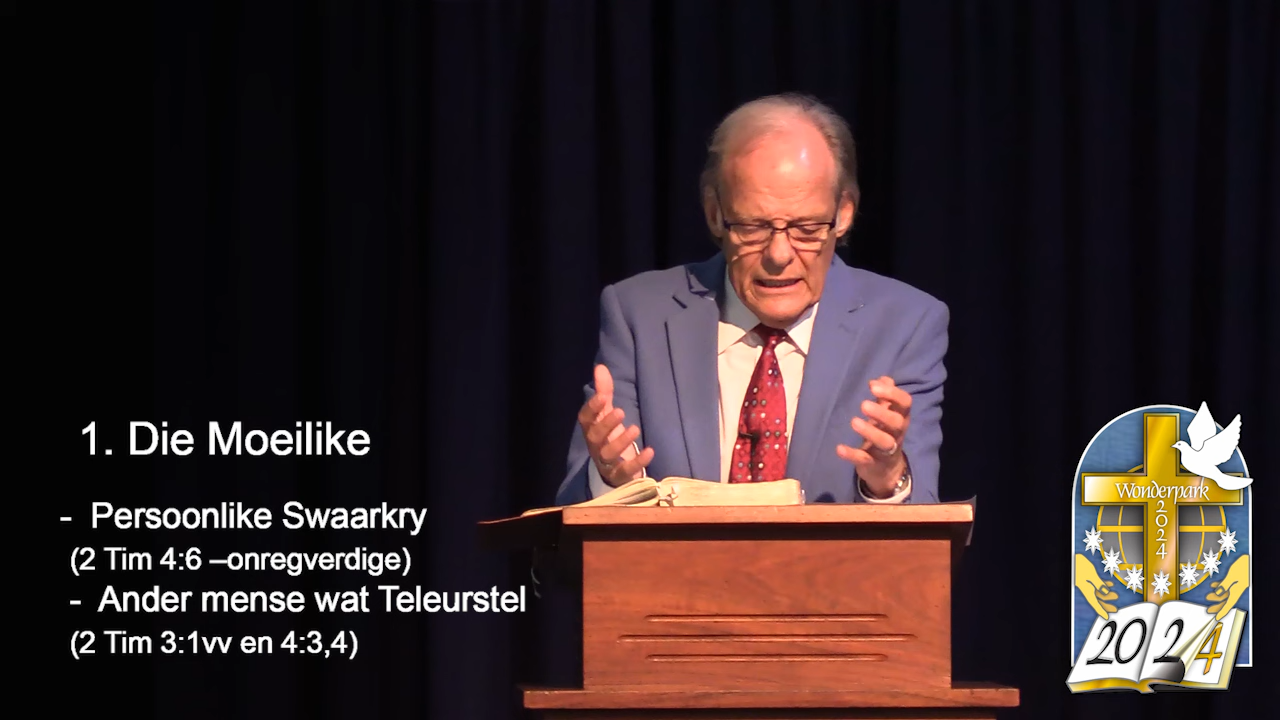 1. Die Moeilike
- Persoonlike Swaarkry
(2 Tim 4:6 –onregverdige)
- Ander mense wat Teleurstel
(2 Tim 3:1vv en 4:3,4)
Wonderpark
2024
2024